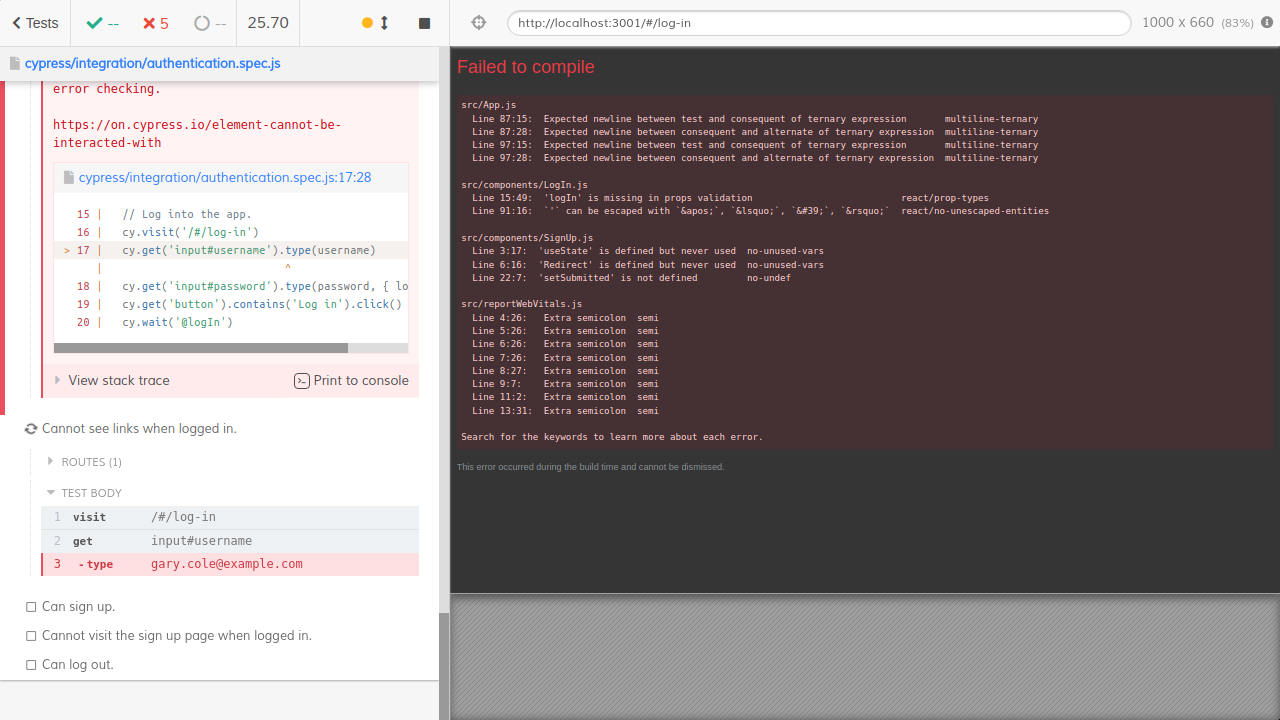 Tests
--
5
--
25.70
http://localhost:3001/#/log-in
1000 x 660 (83%)
cypress/integration/authentication.spec.js
error checking.
https://on.cypress.io/element-cannot-be-
interacted-with
cypress/integration/authentication.spec.js:17:28
15 | // Log into the app.
16 | cy.visit('/#/log-in')
> 17 | cy.get('input#username').type(username)
| ^
18 | cy.get('input#password').type(password, { lo
19 | cy.get('button').contains('Log in').click()
20 | cy.wait('@logIn')
View stack trace
Print to console
Cannot see links when logged in.
ROUTES (1)
TEST BODY
1 visit /#/log-in
2 get input#username
3 -type gary.cole@example.com
Can sign up.
Cannot visit the sign up page when logged in.
Can log out.
Failed to compile
src/App.js
Line 87:15: Expected newline between test and consequent of ternary expression multiline-ternary
Line 87:28: Expected newline between consequent and alternate of ternary expression multiline-ternary
Line 97:15: Expected newline between test and consequent of ternary expression multiline-ternary
Line 97:28: Expected newline between consequent and alternate of ternary expression multiline-ternary
src/components/LogIn.js
Line 15:49: 'logIn' is missing in props validation react/prop-types
Line 91:16: `'` can be escaped with `&apos;`, `&lsquo;`, `&#39;`, `&rsquo;` react/no-unescaped-entities
src/components/SignUp.js
Line 3:17: 'useState' is defined but never used no-unused-vars
Line 6:16: 'Redirect' is defined but never used no-unused-vars
Line 22:7: 'setSubmitted' is not defined no-undef
src/reportWebVitals.js
Line 4:26: Extra semicolon semi
Line 5:26: Extra semicolon semi
Line 6:26: Extra semicolon semi
Line 7:26: Extra semicolon semi
Line 8:27: Extra semicolon semi
Line 9:7: Extra semicolon semi
Line 11:2: Extra semicolon semi
Line 13:31: Extra semicolon semi
Search for the keywords to learn more about each error.
This error occurred during the build time and cannot be dismissed.